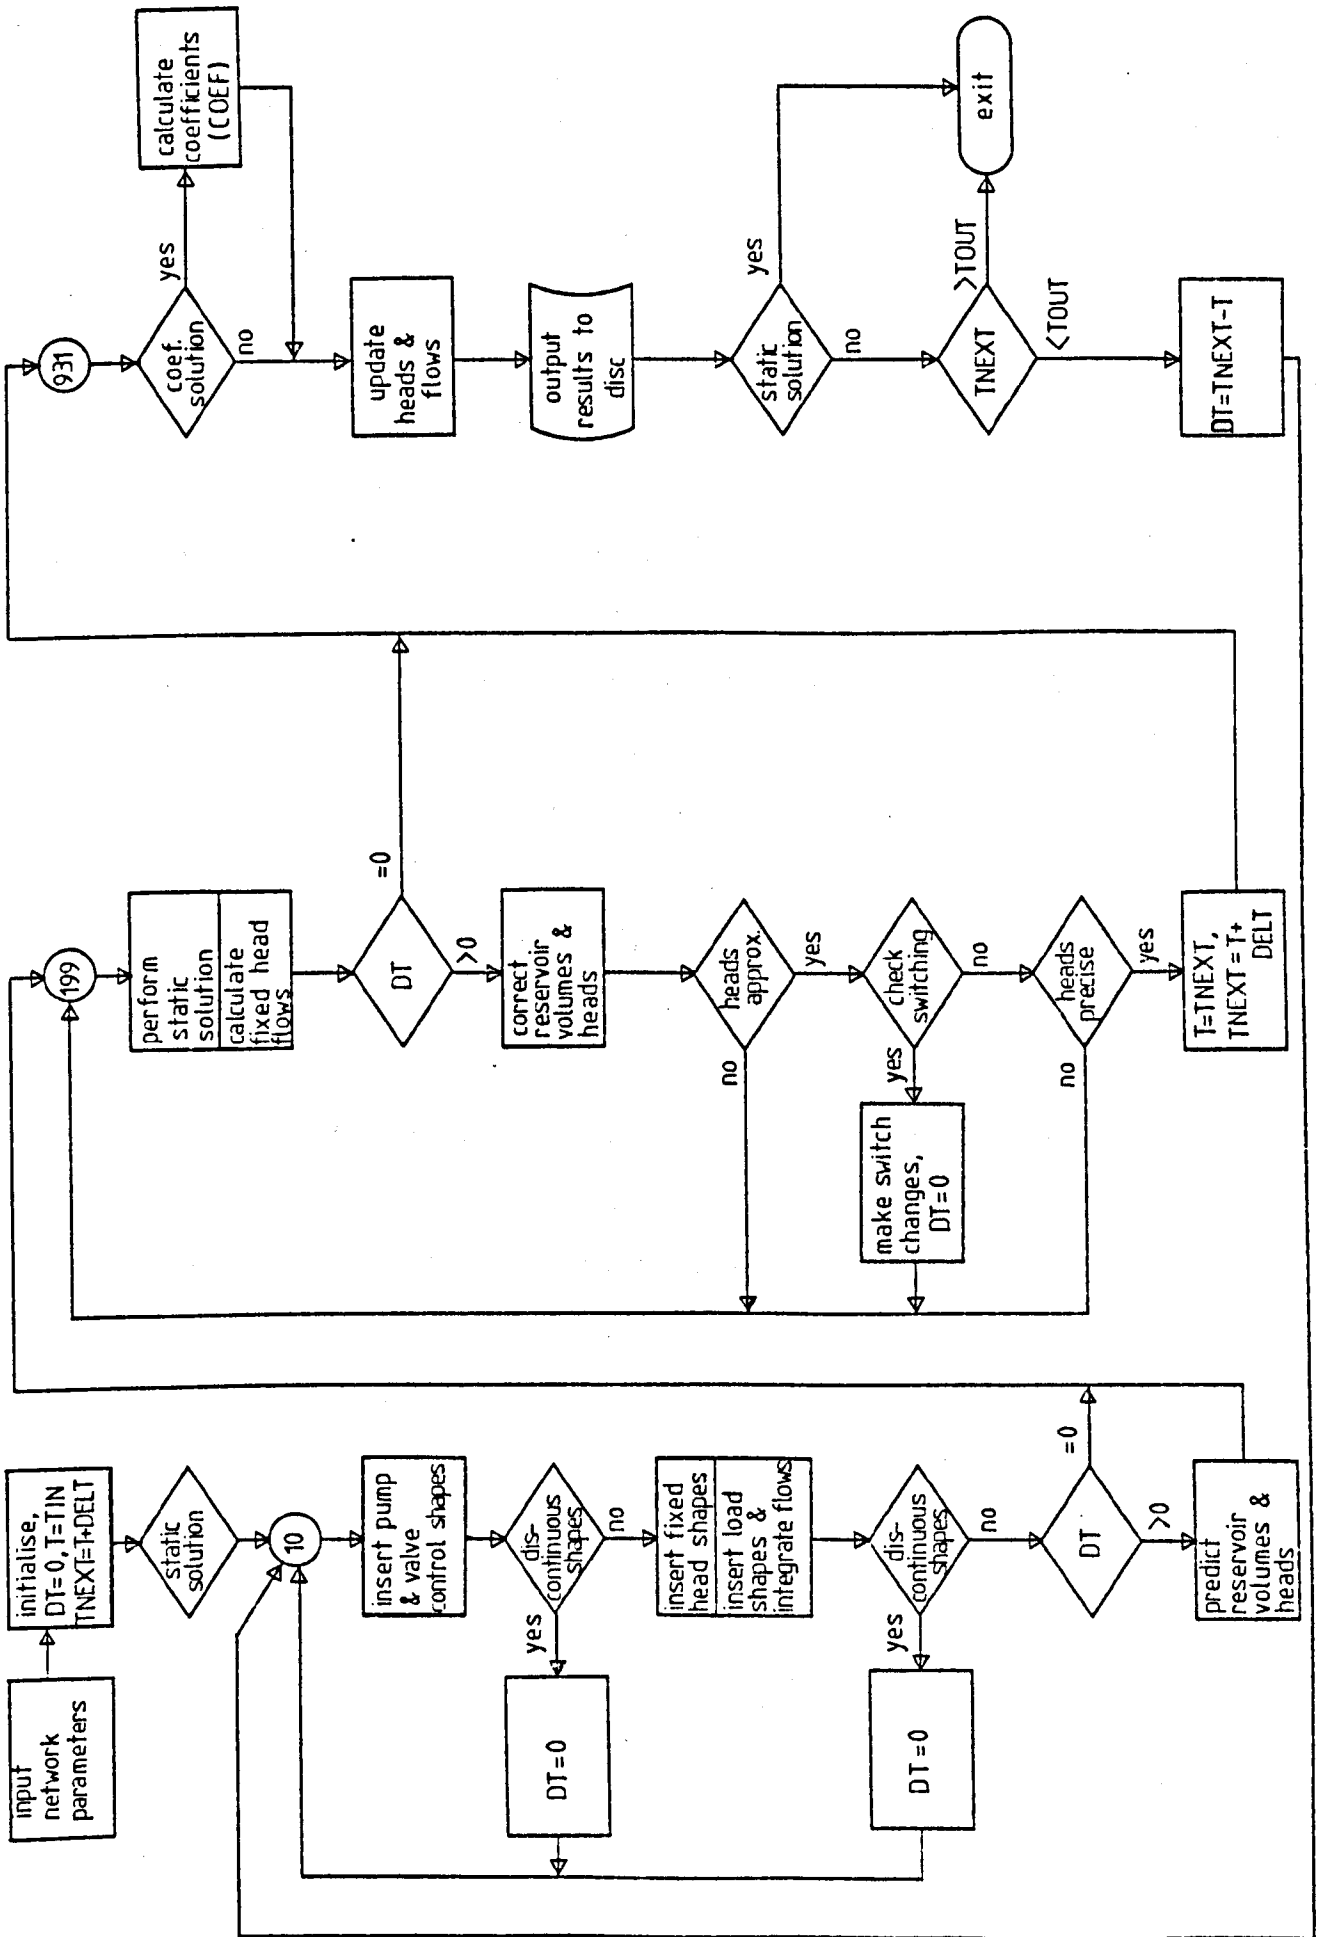 input
network
parameters
initialise,
DT=0,T=TIN
TNEXT=T+DELT
static
solution
10
insert pump
& valve
control shapes
dis-
continuous
shapes
yes
no
DT=0
insert fixed
head shapes
insert load
shapes &
integrate flows
dis-
continuous
shapes
yes
no
DT=0
DT
=0
>0
predict
reservoir
volumes &
heads
199
perform
static
solution
calculate
fixed head
flows
DT
=0
>0
correct
reservoir
volumes &
heads
heads
approx.
no
yes
check
switching
yes
no
make switch
changes,
DT=0
heads
precise
no
yes
T=TNEXT,
TNEXT=T+
DELT
931
coef.
solution
yes
no
calculate
coefficients
(COEF)
update
heads &
flows
output
results to
disc
static
solution
yes
no
TNEXT
>TOUT
<TOUT
exit
DT=TNEXT-T